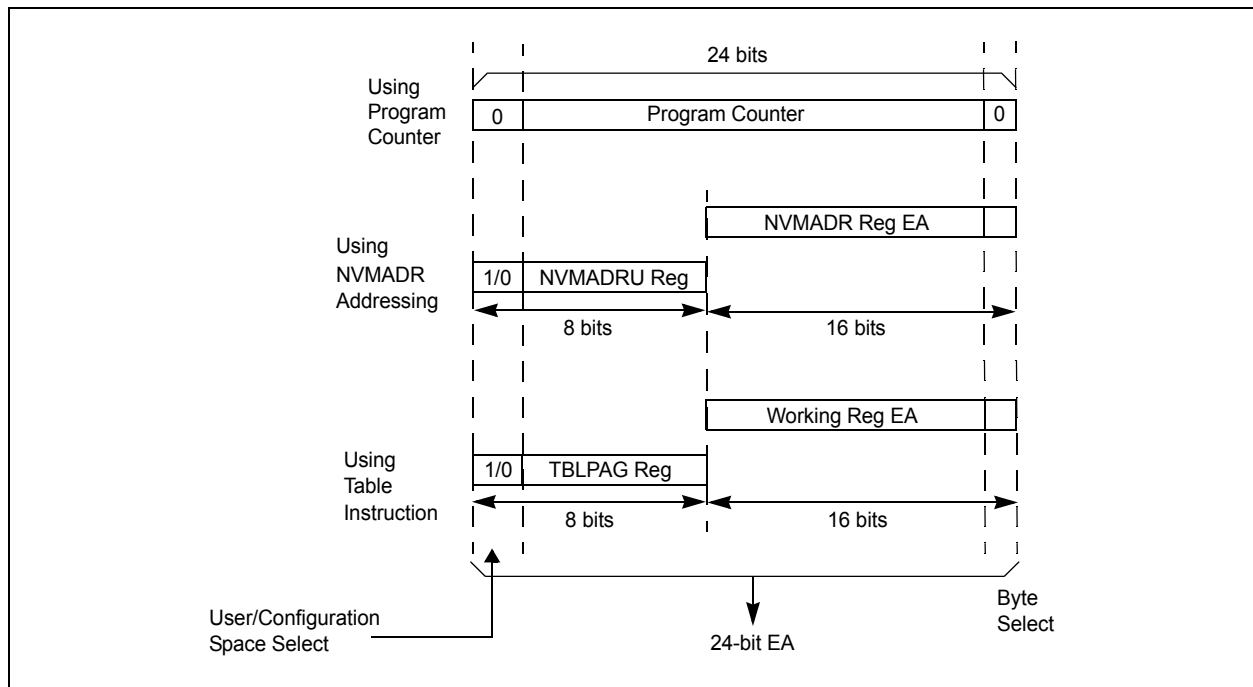 24 bits
Using
Program
Counter
0
Program Counter
0
NVMADR Reg EA
Using
NVMADR
Addressing
1/0
NVMADRU Reg
8 bits
16 bits
Working Reg EA
Using
Table
Instruction
1/0
TBLPAG Reg
8 bits
16 bits
User/Configuration
Space Select
24-bit EA
Byte
Select